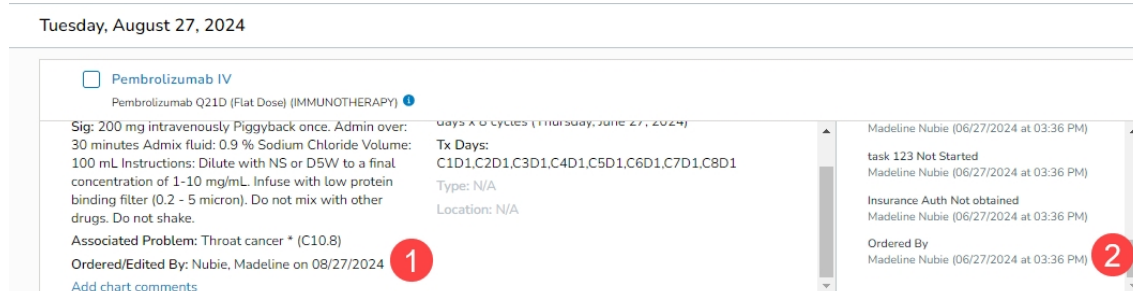 Tuesday, August 27, 2024
Pembrolizumab IV
Pembrolizumab Q21D (Flat Dose) (IMMUNOTHERAPY)
Sig: 200 mg intravenously Piggyback once. Admin over:
30 minutes Admix fluid: 0.9 % Sodium Chloride Volume:
100 mL Instructions: Dilute with NS or D5W to a final
concentration of 1-10 mg/mL. Infuse with low protein
binding filter (0.2 - 5 micron). Do not mix with other
drugs. Do not shake.
Associated Problem: Throat cancer * (C10.8)
Ordered/Edited By: Nubie, Madeline on 08/27/2024
1
Add chart comments
days x 8 cycles (Thursday, June 27, 2024)
Tx Days:
C1D1,C2D1,C3D1,C4D1,C5D1,C6D1,C7D1,C8D1
Type: N/A
Location: N/A
Madeline Nubie (06/27/2024 at 03:36 PM)
task 123 Not Started
Madeline Nubie (06/27/2024 at 03:36 PM)
Insurance Auth Not obtained
Madeline Nubie (06/27/2024 at 03:36 PM)
Ordered By
Madeline Nubie (06/27/2024 at 03:36 PM)
2